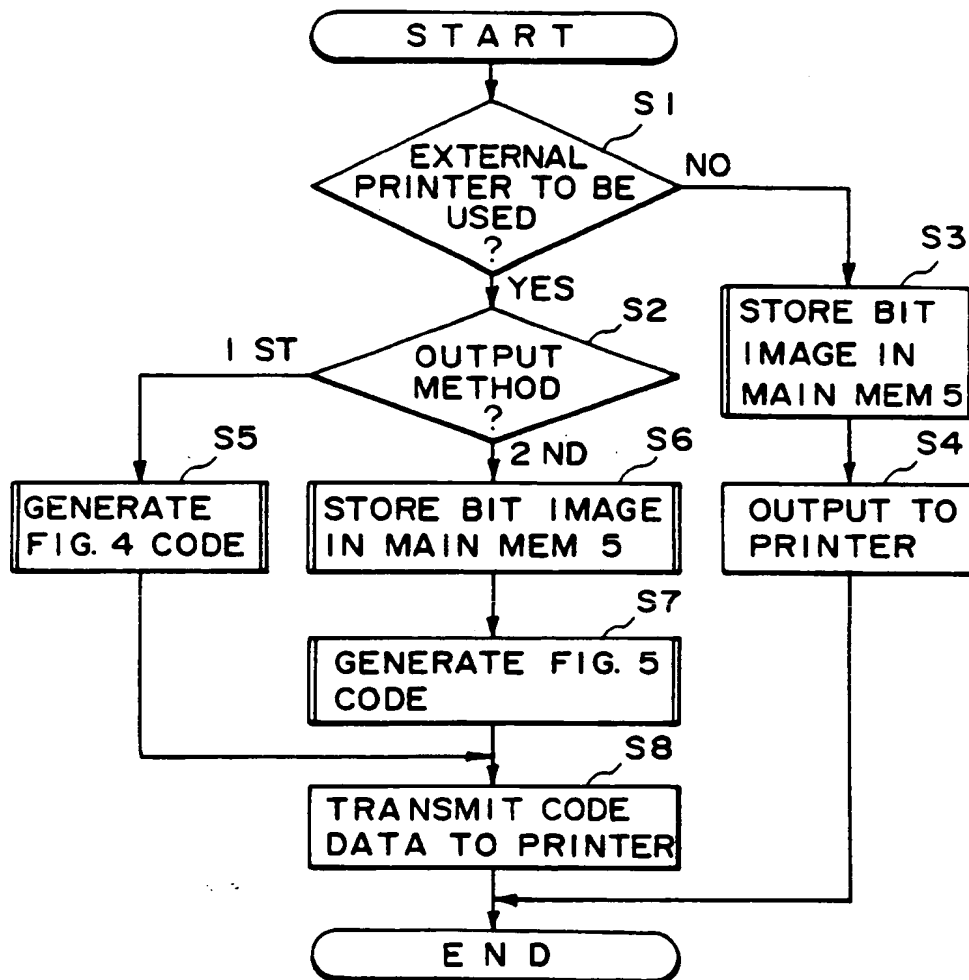 START
S1
EXTERNAL
PRINTER TO BE
USED
?
NO
YES
S3
STORE BIT
IMAGE IN
MAIN MEM 5
S2
1 ST
OUTPUT
METHOD
?
2 ND
S5
GENERATE
FIG. 4 CODE
S6
STORE BIT IMAGE
IN MAIN MEM 5
S4
OUTPUT TO
PRINTER
S7
GENERATE FIG. 5
CODE
S8
TRANSMIT CODE
DATA TO PRINTER
END